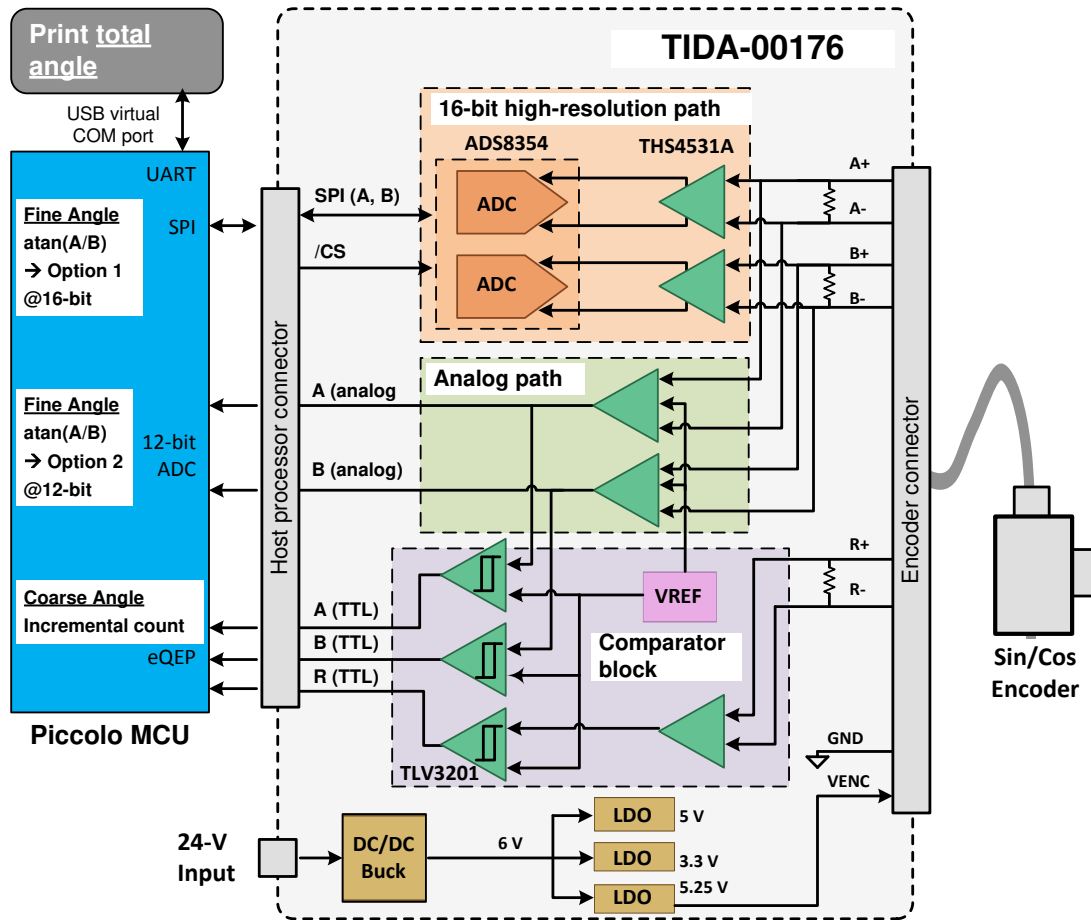 Print total
angle
USB virtual
COM port
UART
SPI
Fine Angle
atan(A/B)
→ Option 1
@16-bit
Fine Angle
atan(A/B)
→ Option 2
@12-bit
12-bit
ADC
Coarse Angle
Incremental count
eQEP
Piccolo MCU
Host processor connector
TIDA-00176
16-bit high-resolution path
ADS8354
THS4531A
SPI (A, B)
/CS
ADC
ADC
A+
A-
B+
B-
Analog path
A (analog
B (analog)
A (TTL)
B (TTL)
R (TTL)
VREF
Comparator
block
TLV3201
R+
R-
GND
VENC
Encoder connector
Sin/Cos
Encoder
24-V
Input
DC/DC
Buck
6 V
LDO
5 V
LDO
3.3 V
LDO
5.25 V